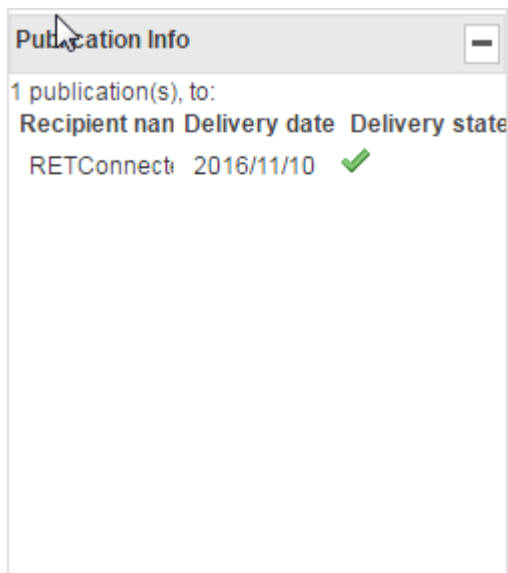 Publication Info
1 publication(s), to:
Recipient nan Delivery date Delivery state
RETConnect 2016/11/10